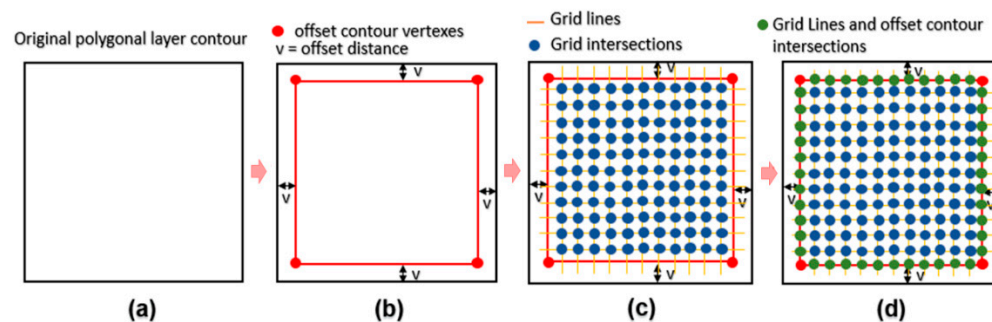 Original polygonal layer contour
offset contour vertexes
v = offset distance
Grid lines
Grid intersections
Grid Lines and offset contour
intersections
V
V
V
V
V
V
V
V
V
V
V
V
(a)
(b)
(c)
(d)